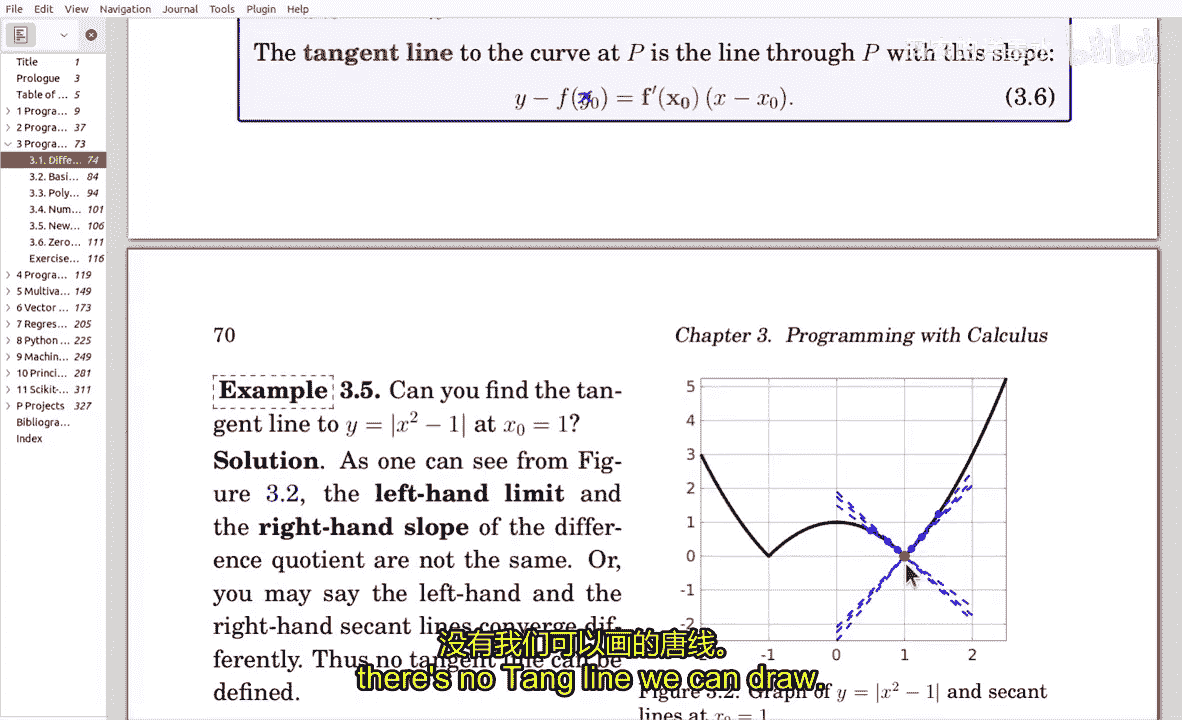 File Edit View Navigation Journal Tools Plugin Help
Title 1
Prologue 3
Table of ... 5
1 Progra... 9
2 Progra... 37
3 Progra... 73
3.1. Diffe... 74
3.2. Basi... 84
3.3. Poly... 94
3.4. Num... 101
3.5. New... 106
3.6. Zero... 111
Exercise... 116
4 Progra... 119
5 Multiva... 149
6 Vector ... 173
7 Regres... 205
8 Python ... 225
9 Machin... 249
10 Princi... 281
11 Scikit-... 311
P Projects 327
Bibliogra...
Index
The tangent line to the curve at P is the line through P with this slope:
y − f(x0) = f′(x0) (x − x0). (3.6)
70 Chapter 3. Programming with Calculus
Example 3.5. Can you find the tan-
gent line to y = |x² − 1| at x₀ = 1?
Solution. As one can see from Fig-
ure 3.2, the left-hand limit and
the right-hand slope of the differ-
ence quotient are not the same. Or,
you may say the left-hand and the
right-hand secant lines converge dif-
ferently. Thus no tangent line can be
defined.
5
4
3
2
1
0
-1
-2
-1 0 1 2
Figure 3.2: Graph of y = |x² − 1| and secant
lines at x₀ = 1
没有我们可以画的唐线。
there's no Tang line we can draw.